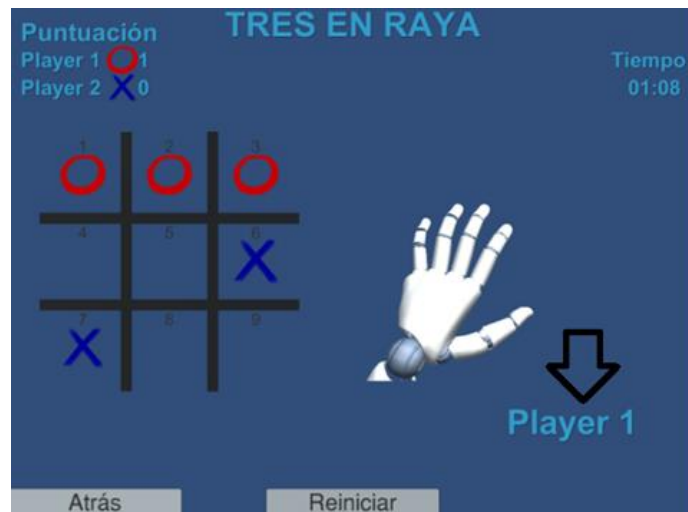 TRES EN RAYA
Puntuación
Player 1 O 1
Player 2 X 0
Tiempo
01:08
1 2 3
4 5 6
7 8 9
Player 1
Atrás
Reiniciar